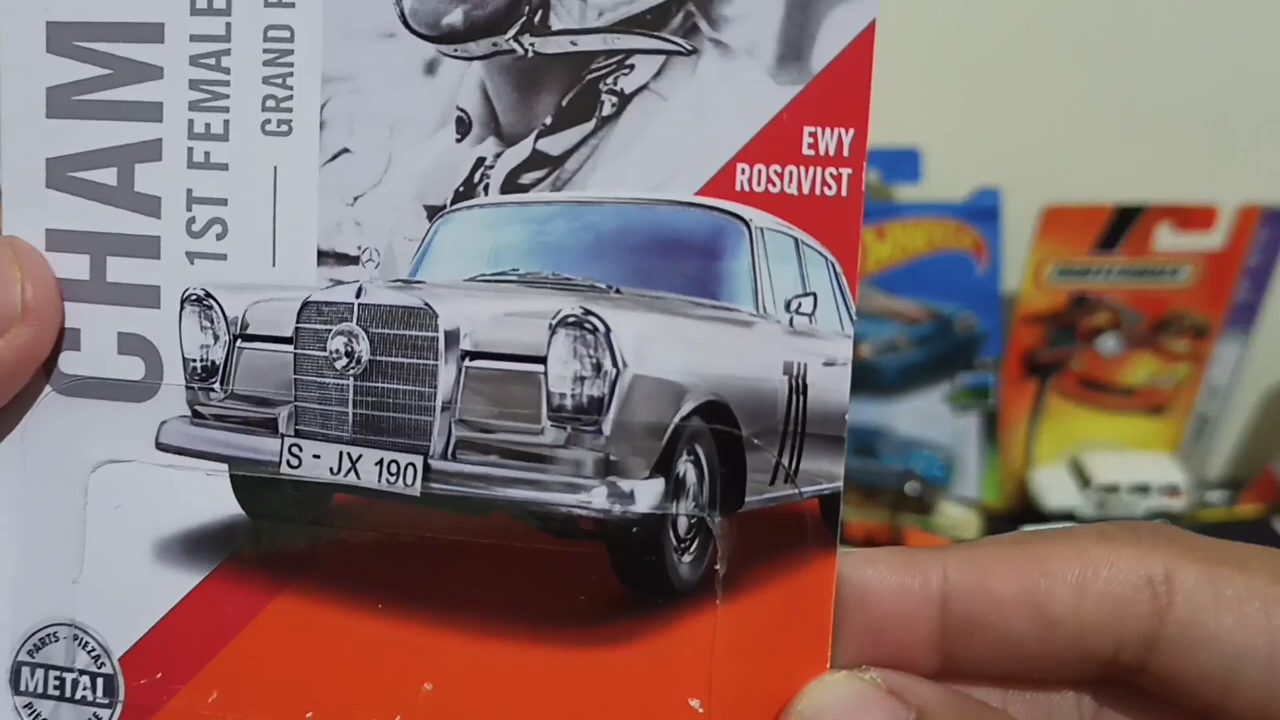 CHAM
1ST FEMALE
GRAND
EWY
ROSQVIST
S - JX 190
PARTS - PIEZAS
METAL